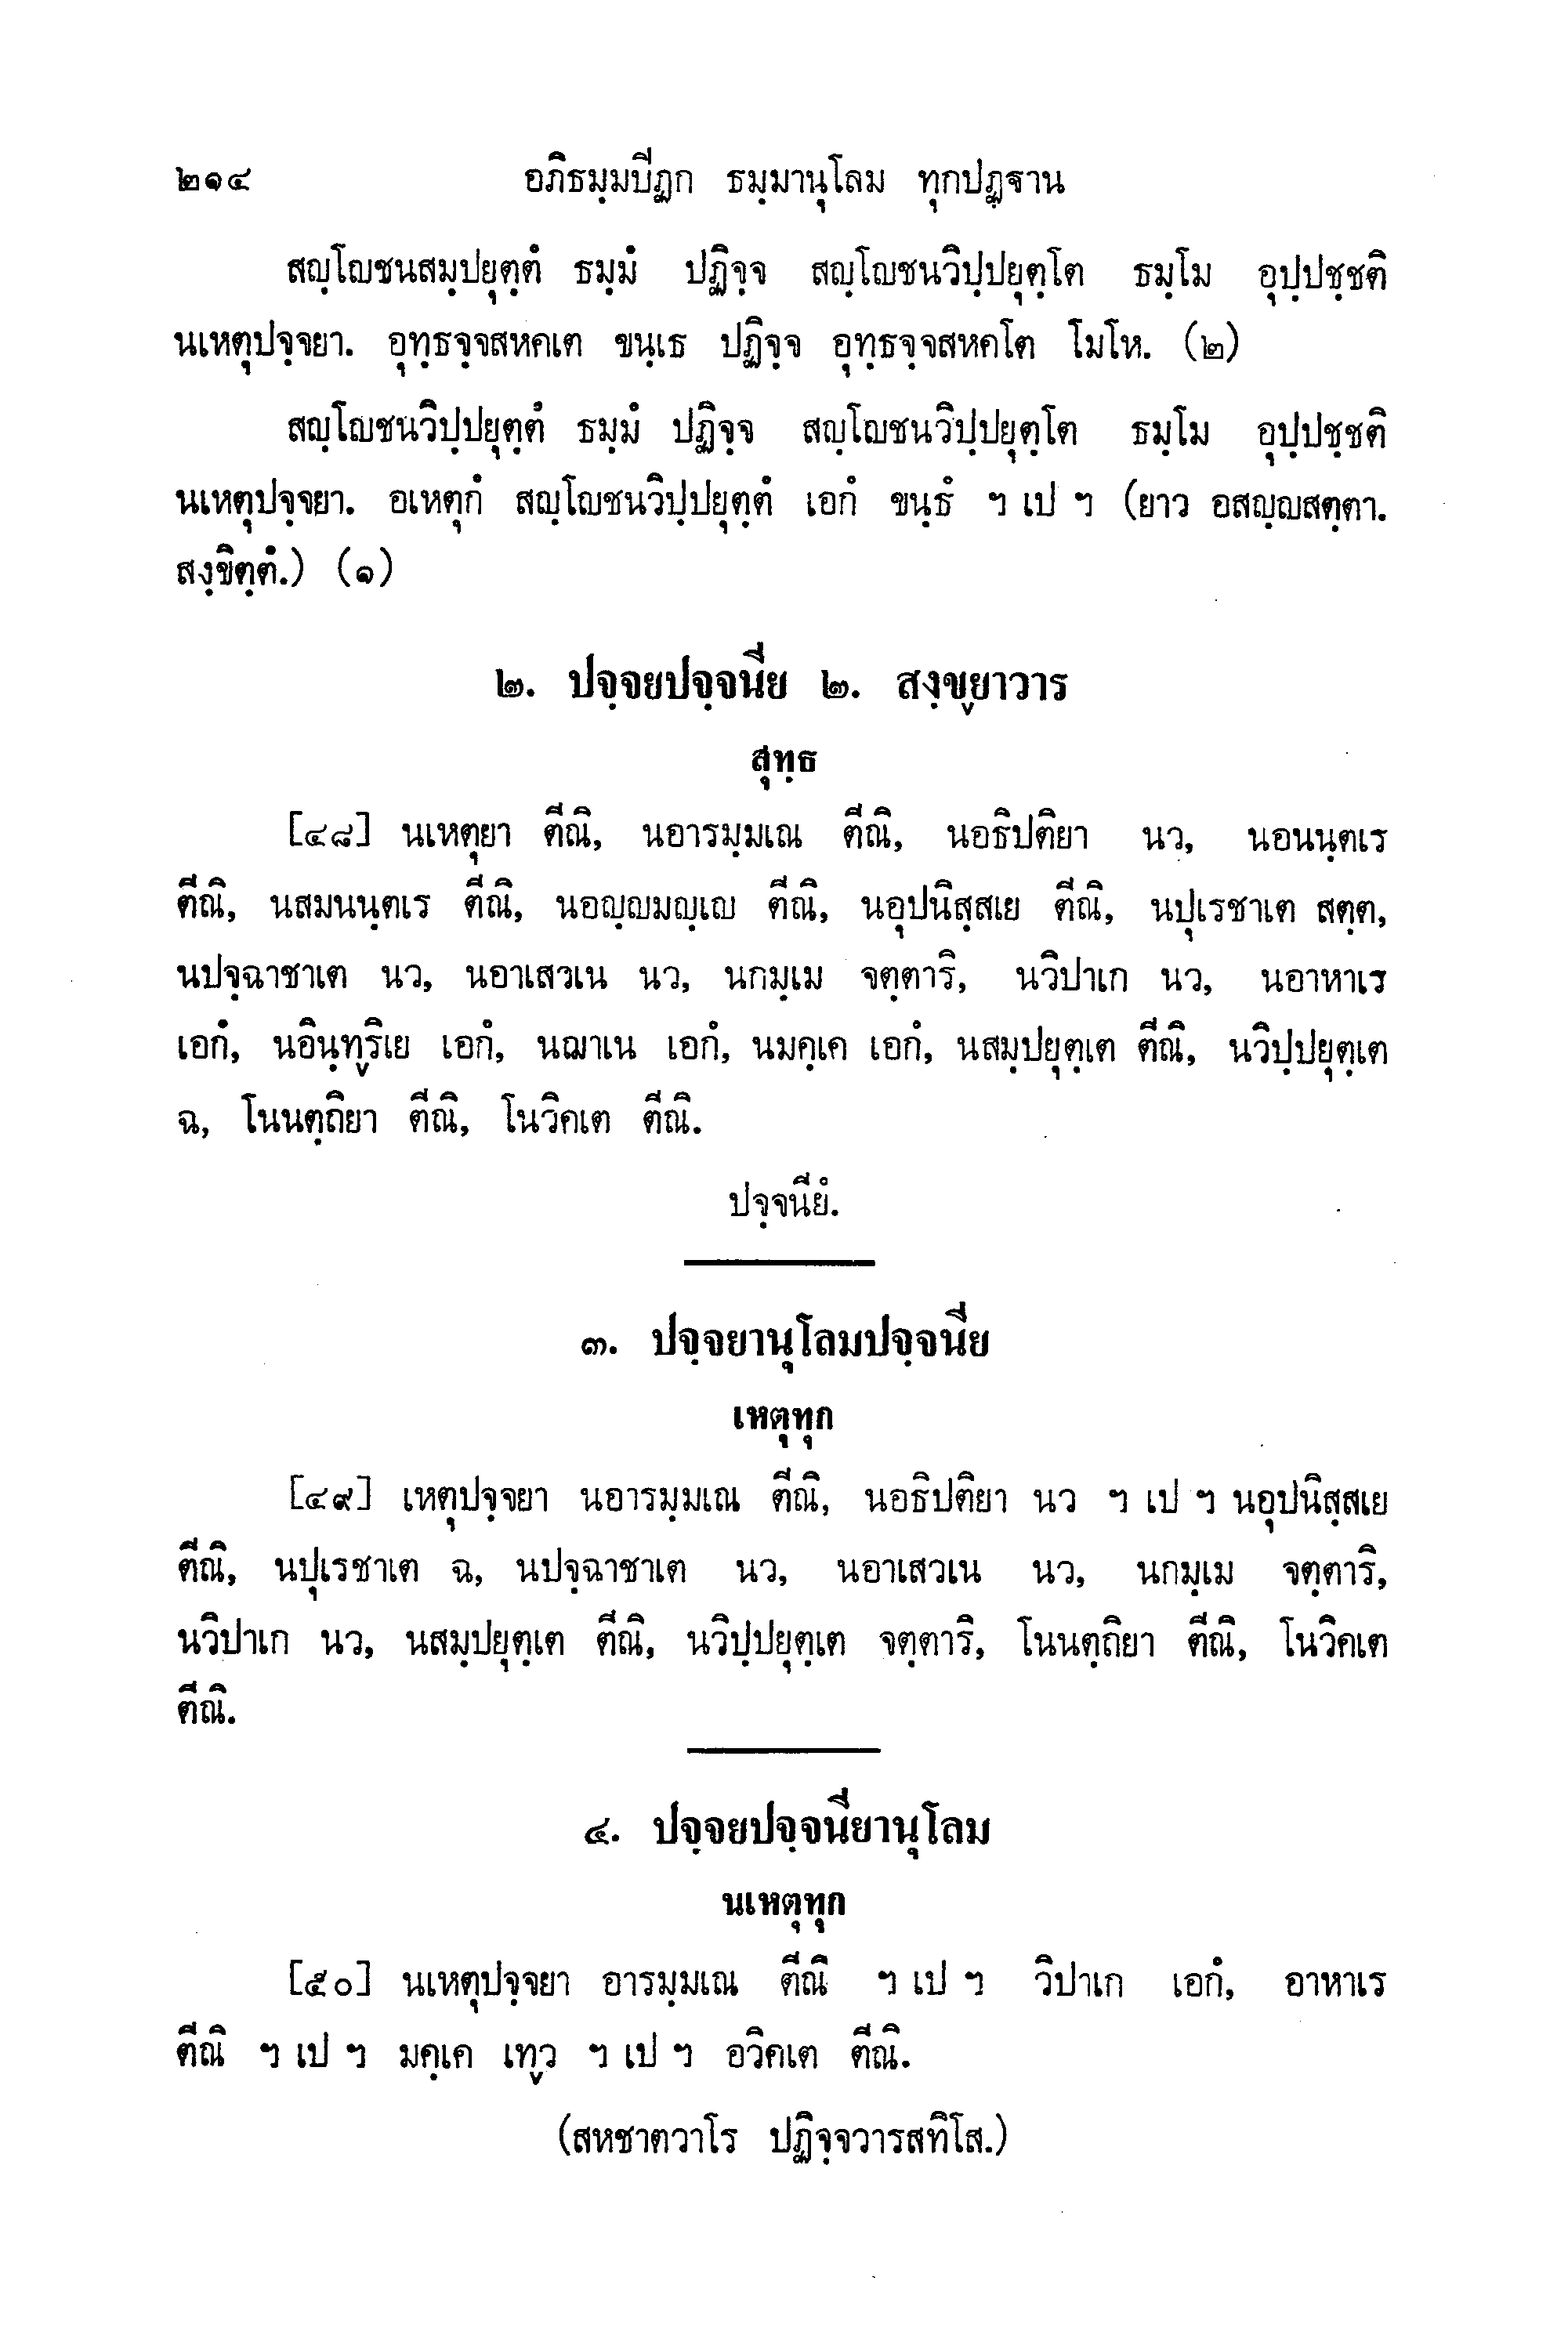 ๒๑๔ อภิธมฺมปิฏก ธมฺมานุโลม ทุกปฏฺฐาน
สญฺโญชนสมฺปยุตฺตํ ธมฺมํ ปฏิจฺจ สญฺโญชนวิปฺปยุตฺโต ธมฺโม อุปฺปชฺชติ
นเหตุปจฺจยา. อุทฺธจฺจสหคเต ขนฺเธ ปฏิจฺจ อุทฺธจฺจสหคโต โมโห. (๒)
สญฺโญชนวิปฺปยุตฺตํ ธมฺมํ ปฏิจฺจ สญฺโญชนวิปฺปยุตฺโต ธมฺโม อุปฺปชฺชติ
นเหตุปจฺจยา. อเหตุกํ สญฺโญชนวิปฺปยุตฺตํ เอกํ ขนฺธํ ฯ เป ฯ (ยาว อสญฺญสตฺตา.
สงฺขิตฺตํ.) (๑)
๒. ปจฺจยปจฺจนีย ๒. สงฺขฺยาวาร
สุทฺธ
[๔๘] นเหตุยา ตีณิ, นอารมฺมเณ ตีณิ, นอธิปติยา นว, นอนนฺตเร
ตีณิ, นสมนนฺตเร ตีณิ, นอญฺญมญฺเญ ตีณิ, นอุปนิสฺสเย ตีณิ, นปุเรชาเต สตฺต,
นปจฺฉาชาเต นว, นอาเสวเน นว, นกมฺเม จตฺตาริ, นวิปาเก นว, นอาหาเร
เอกํ, นอินฺทฺริเย เอกํ, นฌาเน เอกํ, นมคฺเค เอกํ, นสมฺปยุตฺเต ตีณิ, นวิปฺปยุตฺเต
ฉ, โนนตฺถิยา ตีณิ, โนวิคเต ตีณิ.
ปจฺจนียํ.
๓. ปจฺจยานุโลมปจฺจนีย
เหตุทุก
[๔๙] เหตุปจฺจยา นอารมฺมเณ ตีณิ, นอธิปติยา นว ฯ เป ฯ นอุปนิสฺสเย
ตีณิ, นปุเรชาเต ฉ, นปจฺฉาชาเต นว, นอาเสวเน นว, นกมฺเม จตฺตาริ,
นวิปาเก นว, นสมฺปยุตฺเต ตีณิ, นวิปฺปยุตฺเต จตฺตาริ, โนนตฺถิยา ตีณิ, โนวิคเต
ตีณิ.
๔. ปจฺจยปจฺจนียานุโลม
นเหตุทุก
[๕๐] นเหตุปจฺจยา อารมฺมเณ ตีณิ ฯ เป ฯ วิปาเก เอกํ, อาหาเร
ตีณิ ฯ เป ฯ มคฺเค เทฺว ฯ เป ฯ อวิคเต ตีณิ.
(สหชาตวาโร ปฏิจฺจวารสทิโส.)